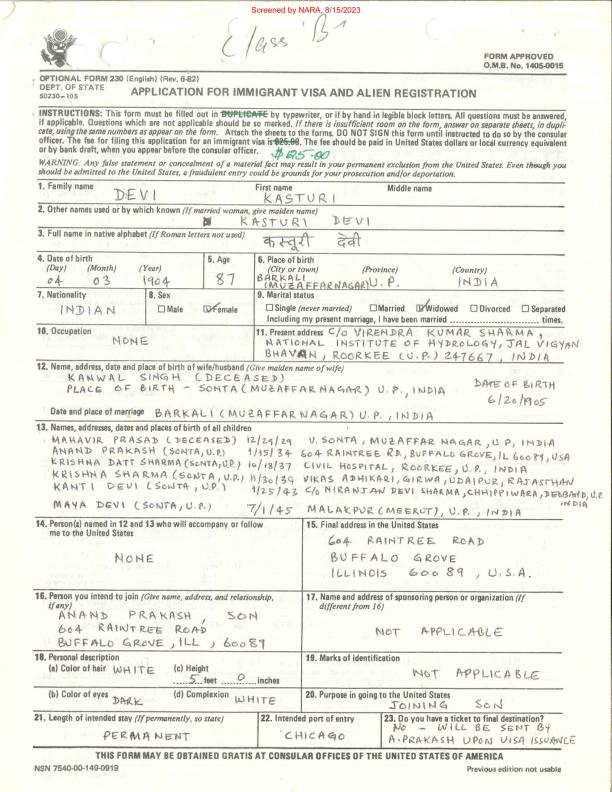 Screened by NARA, 8/15/2023
Class B1
FORM APPROVED
O.M.B. No. 1405-0015
OPTIONAL FORM 230 (English) (Rev. 6-82)
DEPT. OF STATE
50230-105
APPLICATION FOR IMMIGRANT VISA AND ALIEN REGISTRATION
INSTRUCTIONS: This form must be filled out in DUPLICATE by typewriter, or if by hand in legible block letters. All questions must be answered,
if applicable. Questions which are not applicable should be so marked. If there is insufficient room on the form, answer on separate sheets, in dupli-
cate, using the same numbers as appear on the form. Attach the sheets to the forms. DO NOT SIGN this form until instructed to do so by the consular
officer. The fee for filing this application for an immigrant visa is $25.00. The fee should be paid in United States dollars or local currency equivalent
or by bank draft, when you appear before the consular officer. $125.00
WARNING: Any false statement or concealment of a material fact may result in your permanent exclusion from the United States. Even though you
should be admitted to the United States, a fraudulent entry could be grounds for your prosecution and/or deportation.
1. Family name First name Middle name
DEVI KASTURI
2. Other names used or by which known (If married woman, give maiden name)
KASTURI DEVI
3. Full name in native alphabet (If Roman letters not used)
कस्तूरी देवी
4. Date of birth
(Day) (Month) (Year)
04 03 1904
5. Age
87
6. Place of birth
(City or town) (Province) (Country)
BARKALI
(MUZAFFARNAGAR) U.P. INDIA
7. Nationality
INDIAN
8. Sex
Male Female
9. Marital status
Single (never married) Married Widowed Divorced Separated
Including my present marriage, I have been married times.
10. Occupation
NONE
11. Present address C/O VIRENDRA KUMAR SHARMA,
NATIONAL INSTITUTE OF HYDROLOGY, JAL VIGYAN
BHAVAN, ROORKEE (U.P.) 247667, INDIA
12. Name, address, date and place of birth of wife/husband (Give maiden name of wife)
KANWAL SINGH (DECEASED)
PLACE OF BIRTH - SONTA (MUZAFFARNAGAR) U.P., INDIA
DATE OF BIRTH
6/20/1905
Date and place of marriage BARKALI (MUZAFFARNAGAR) U.P., INDIA
13. Names, addresses, dates and places of birth of all children
MAHAVIR PRASAD (DECEASED) 12/29/29 V. SONTA, MUZAFFAR NAGAR, U.P, INDIA
ANAND PRAKASH (SONTA, U.P.) 1/15/34 604 RAINTREE RD, BUFFALO GROVE, IL 60089, USA
KRISHNA DATT SHARMA (SONTA, U.P.) 10/18/37 CIVIL HOSPITAL, ROORKEE, U.P., INDIA
KRISHNA SHARMA (SONTA, U.P.) 11/30/39 VIKAS ADHIKARI, GIRWA, UDAIPUR, RAJASTHAN
KANTI DEVI (SONTA, U.P.) 1/25/43 C/O NIRANJAN DEVI SHARMA, CHHIPPIWARA, DEOBAND, U.P. INDIA
MAYA DEVI (SONTA, U.P.) 7/1/45 MALAKPUR (MEERUT), U.P., INDIA
14. Person(s) named in 12 and 13 who will accompany or follow
me to the United States
NONE
15. Final address in the United States
604 RAINTREE ROAD
BUFFALO GROVE
ILLINOIS 60089, U.S.A.
16. Person you intend to join (Give name, address, and relationship,
if any)
ANAND PRAKASH, SON
604 RAINTREE ROAD
BUFFALO GROVE, ILL, 60089
17. Name and address of sponsoring person or organization (If
different from 16)
NOT APPLICABLE
18. Personal description
(a) Color of hair WHITE (c) Height
5 feet 0 inches
(b) Color of eyes DARK (d) Complexion WHITE
19. Marks of identification
NOT APPLICABLE
20. Purpose in going to the United States
JOINING SON
21. Length of intended stay (If permanently, so state)
PERMANENT
22. Intended port of entry
CHICAGO
23. Do you have a ticket to final destination?
NO - WILL BE SENT BY
A. PRAKASH UPON VISA ISSUANCE
THIS FORM MAY BE OBTAINED GRATIS AT CONSULAR OFFICES OF THE UNITED STATES OF AMERICA
NSN 7540-00-149-0919
Previous edition not usable